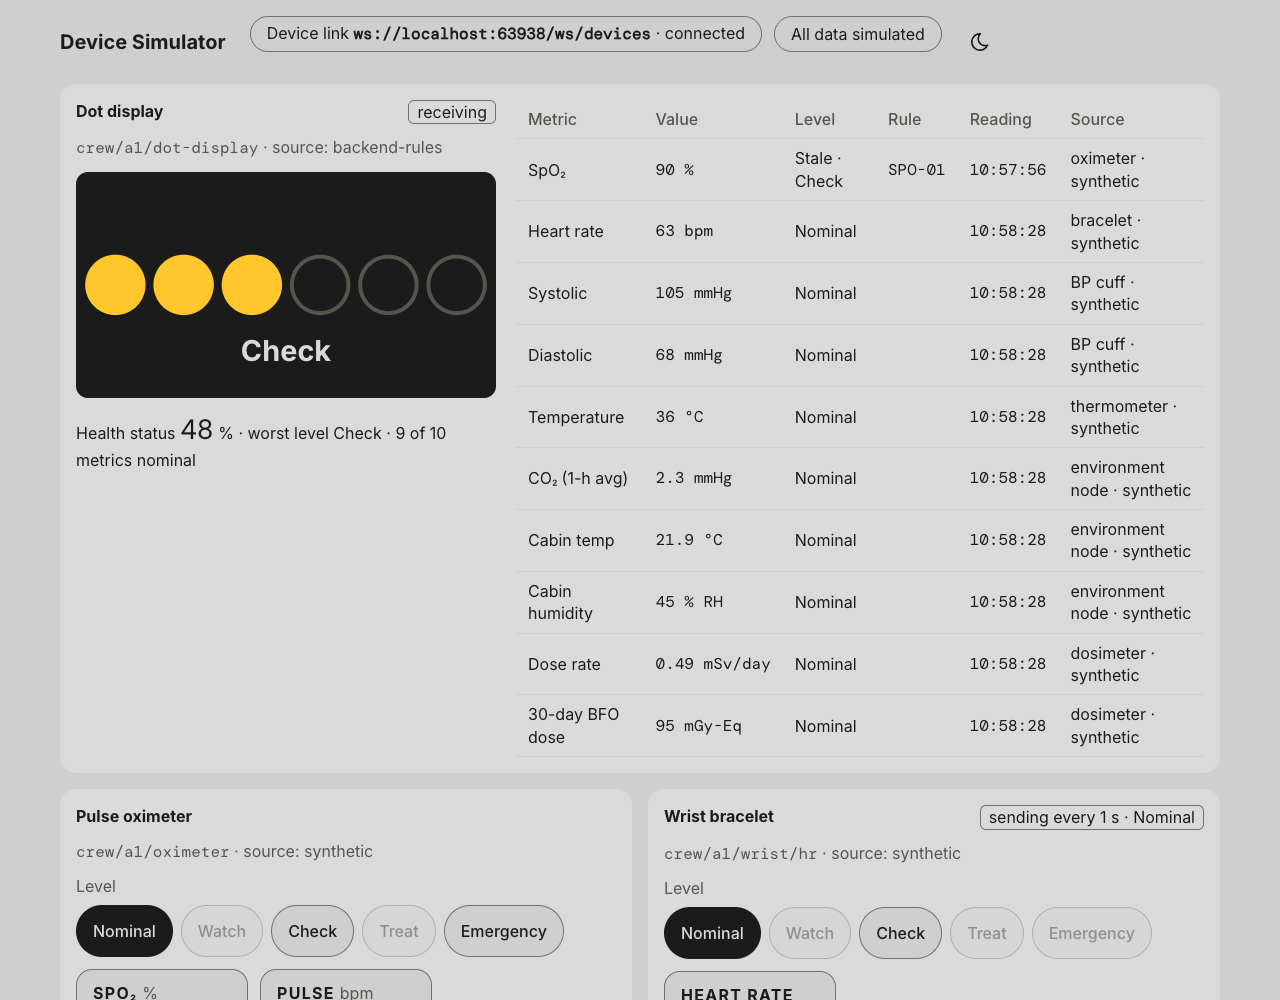 Device Simulator
Device link ws://localhost:63938/ws/devices · connected
All data simulated
Dot display
receiving
crew/a1/dot-display · source: backend-rules
Check
Health status 48 % · worst level Check · 9 of 10
metrics nominal
Metric Value Level Rule Reading Source
SpO₂ 90 % Stale · Check SPO-01 10:57:56 oximeter · synthetic
Heart rate 63 bpm Nominal 10:58:28 bracelet · synthetic
Systolic 105 mmHg Nominal 10:58:28 BP cuff · synthetic
Diastolic 68 mmHg Nominal 10:58:28 BP cuff · synthetic
Temperature 36 °C Nominal 10:58:28 thermometer · synthetic
CO₂ (1-h avg) 2.3 mmHg Nominal 10:58:28 environment node · synthetic
Cabin temp 21.9 °C Nominal 10:58:28 environment node · synthetic
Cabin humidity 45 % RH Nominal 10:58:28 environment node · synthetic
Dose rate 0.49 mSv/day Nominal 10:58:28 dosimeter · synthetic
30-day BFO dose 95 mGy-Eq Nominal 10:58:28 dosimeter · synthetic
Pulse oximeter
crew/a1/oximeter · source: synthetic
Level
Nominal Watch Check Treat Emergency
SPO₂ %
PULSE bpm
Wrist bracelet
sending every 1 s · Nominal
crew/a1/wrist/hr · source: synthetic
Level
Nominal Watch Check Treat Emergency
HEART RATE